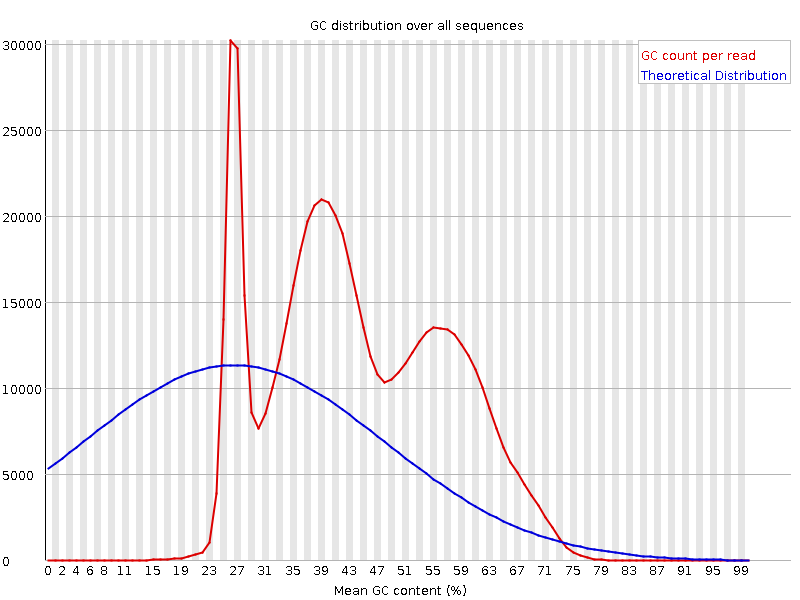 GC distribution over all sequences
GC count per read
Theoretical Distribution
30000
25000
20000
15000
10000
5000
0
0 2 4 6 8 11 15 19 23 27 31 35 39 43 47 51 55 59 63 67 71 75 79 83 87 91 95 99
Mean GC content (%)